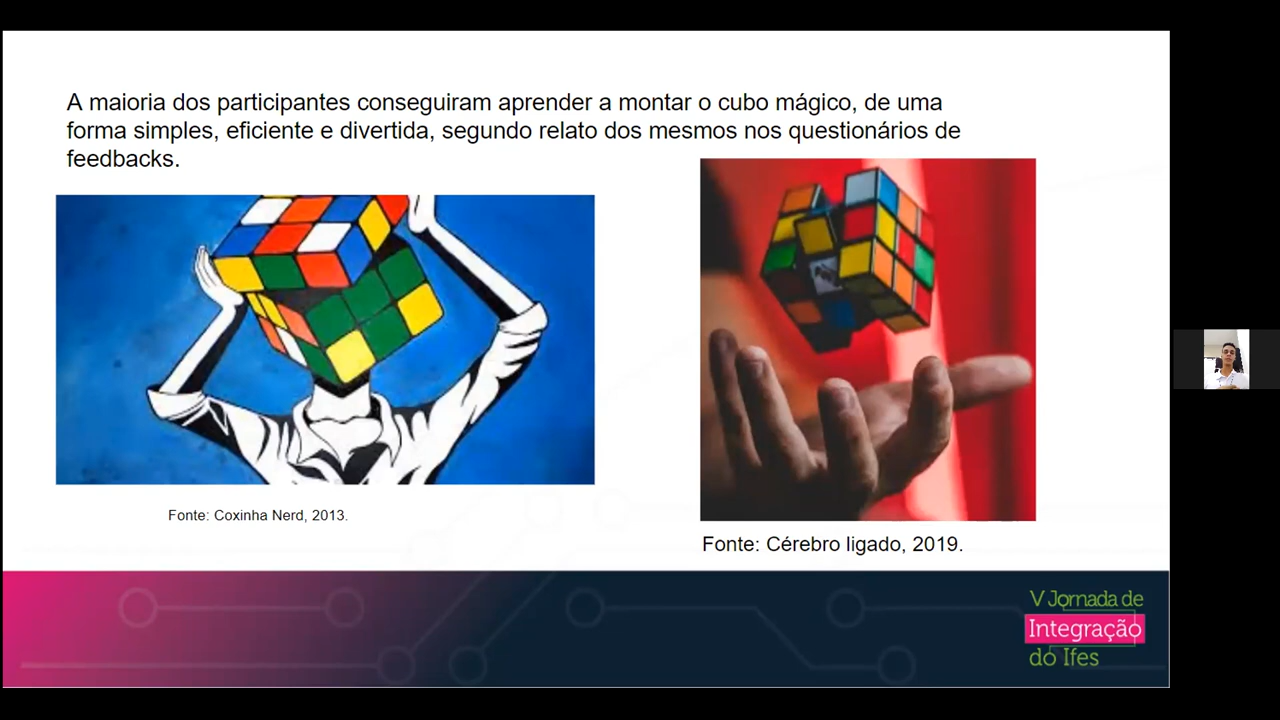 A maioria dos participantes conseguiram aprender a montar o cubo mágico, de uma
forma simples, eficiente e divertida, segundo relato dos mesmos nos questionários de
feedbacks.
Fonte: Coxinha Nerd, 2013.
Fonte: Cérebro ligado, 2019.
V Jornada de
Integração
do Ifes